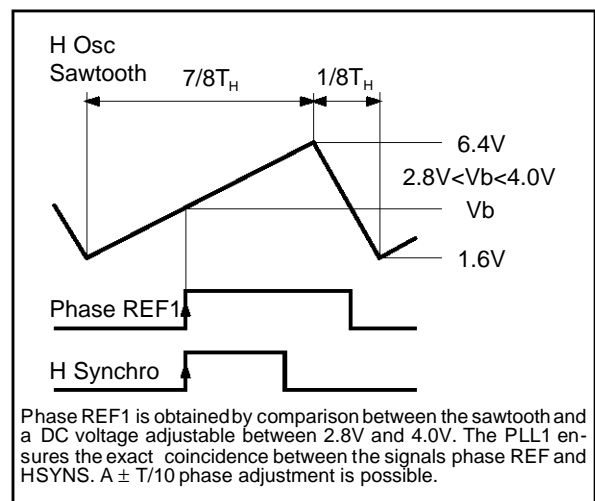 H Osc
Sawtooth
7/8T_H
1/8T_H
6.4V
2.8V<Vb<4.0V
Vb
1.6V
Phase REF1
H Synchro
Phase REF1 is obtained by comparison between the sawtooth and
a DC voltage adjustable between 2.8V and 4.0V. The PLL1 en-
sures the exact coincidence between the signals phase REF and
HSYNS. A ± T/10 phase adjustment is possible.